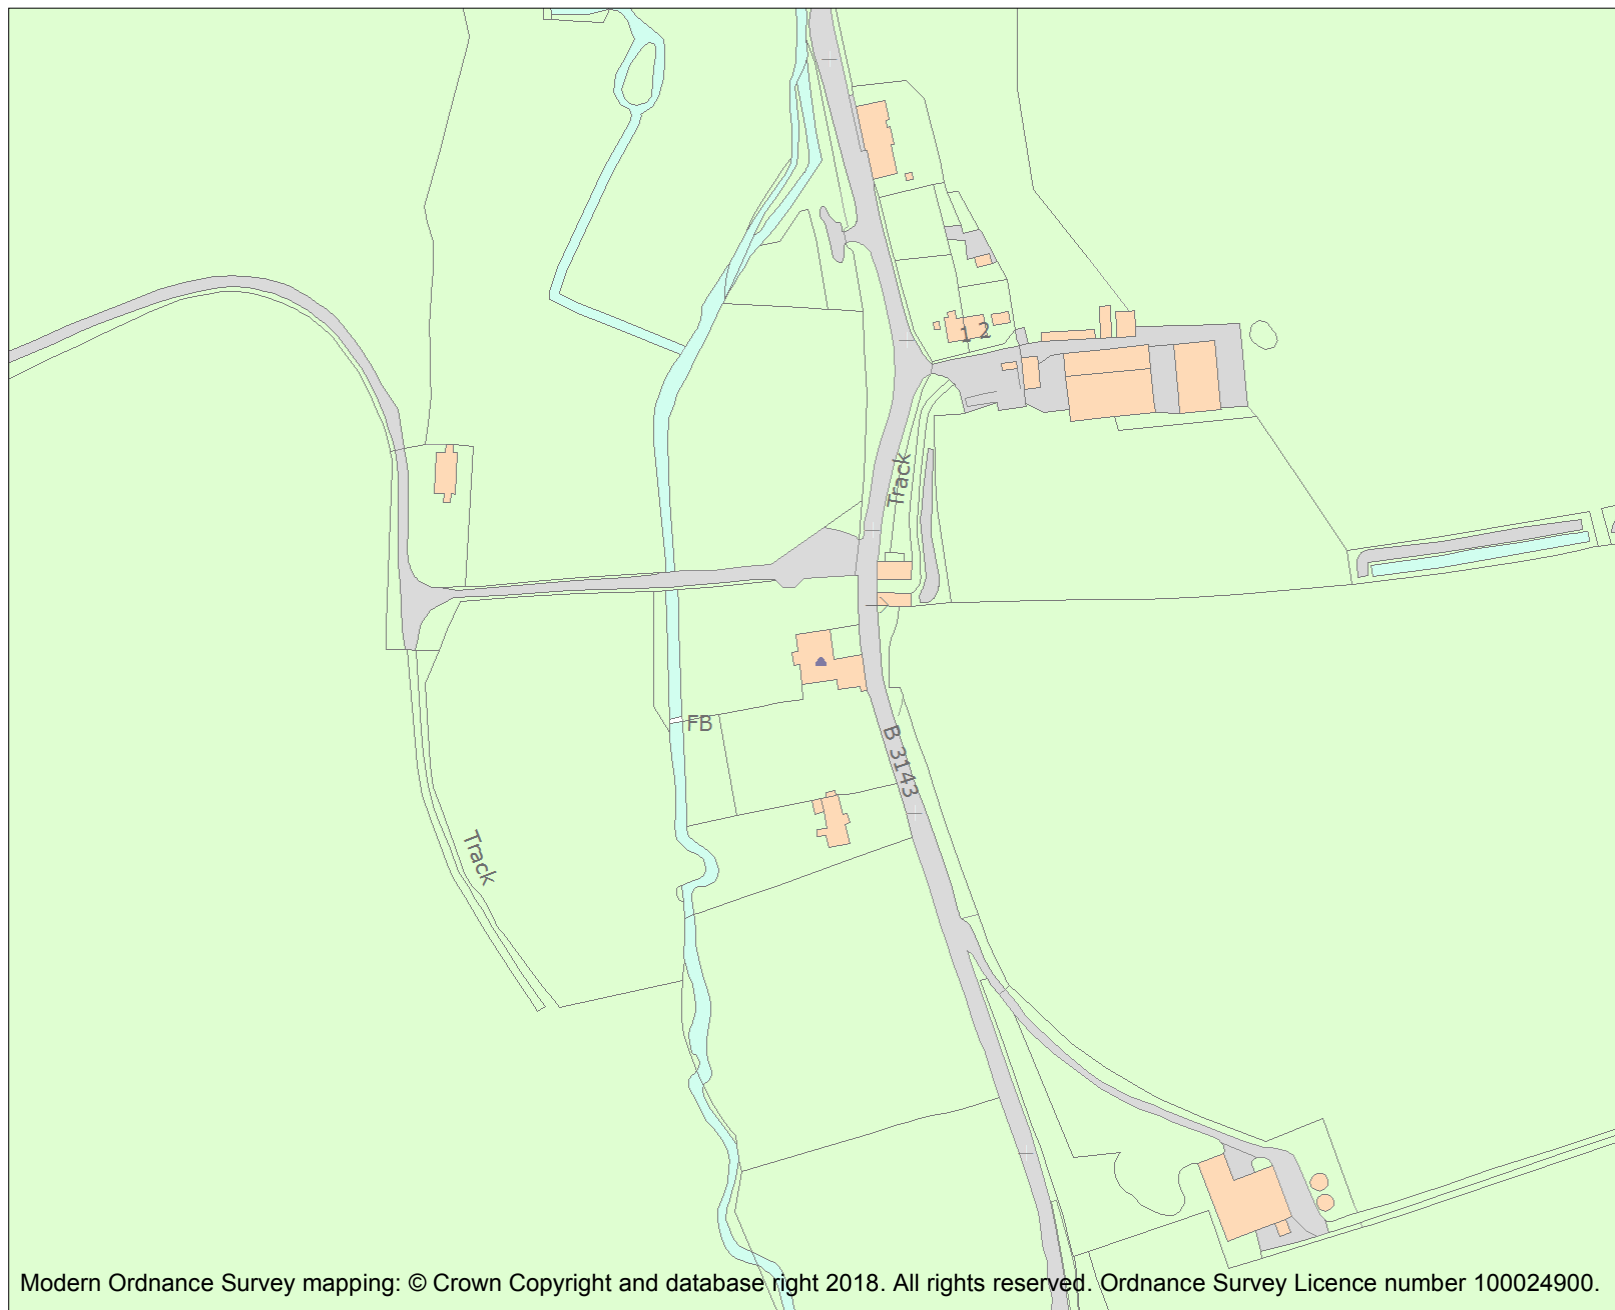 1 2
Track
FB
B 3143
Track
Modern Ordnance Survey mapping: © Crown Copyright and database right 2018. All rights reserved. Ordnance Survey Licence number 100024900.